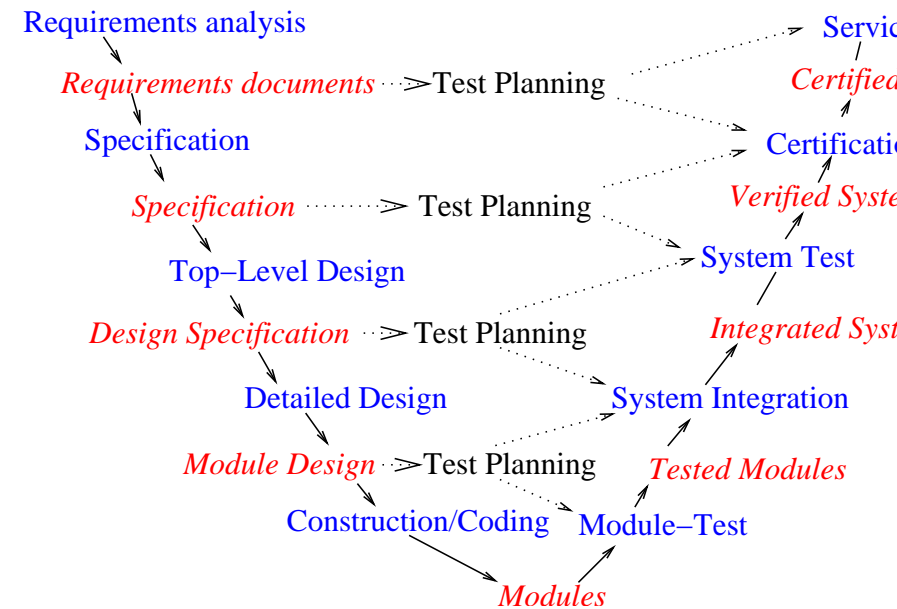 Requirements analysis
Servic
Requirements documents
Test Planning
Certified
Specification
Certificatio
Specification
Test Planning
Verified Syste
Top−Level Design
System Test
Design Specification
Test Planning
Integrated Syst
Detailed Design
System Integration
Module Design
Test Planning
Tested Modules
Construction/Coding
Module−Test
Modules